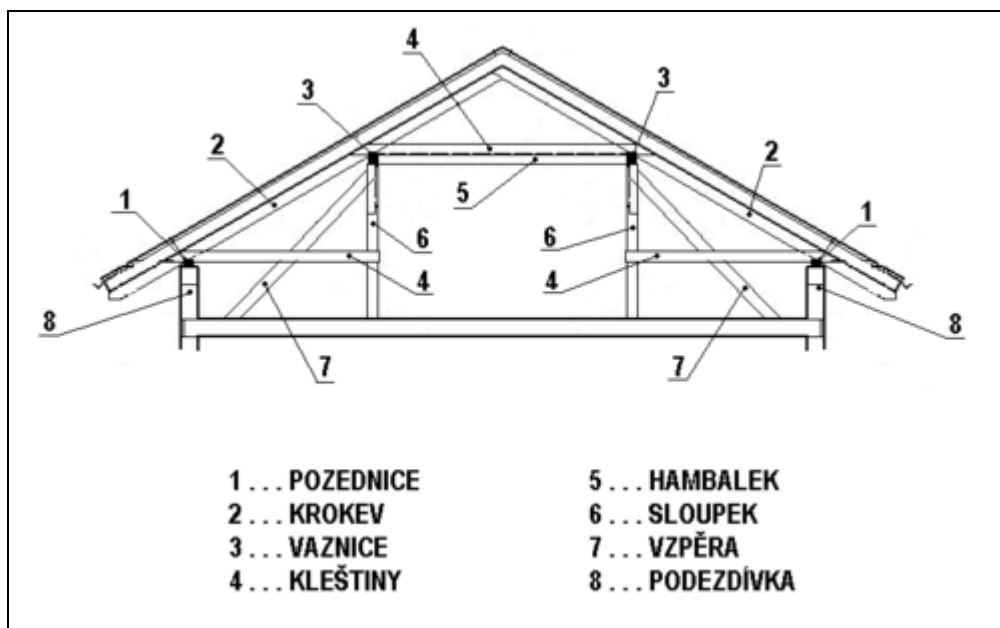 4
3 3
2 2
1 5 1
6 6
4 4
8 8
7 7
1 . . . POZEDNICE
2 . . . KROKEV
3 . . . VAZNICE
4 . . . KLEŠTINY
5 . . . HAMBALEK
6 . . . SLOUPEK
7 . . . VZPĚRA
8 . . . PODEZDÍVKA